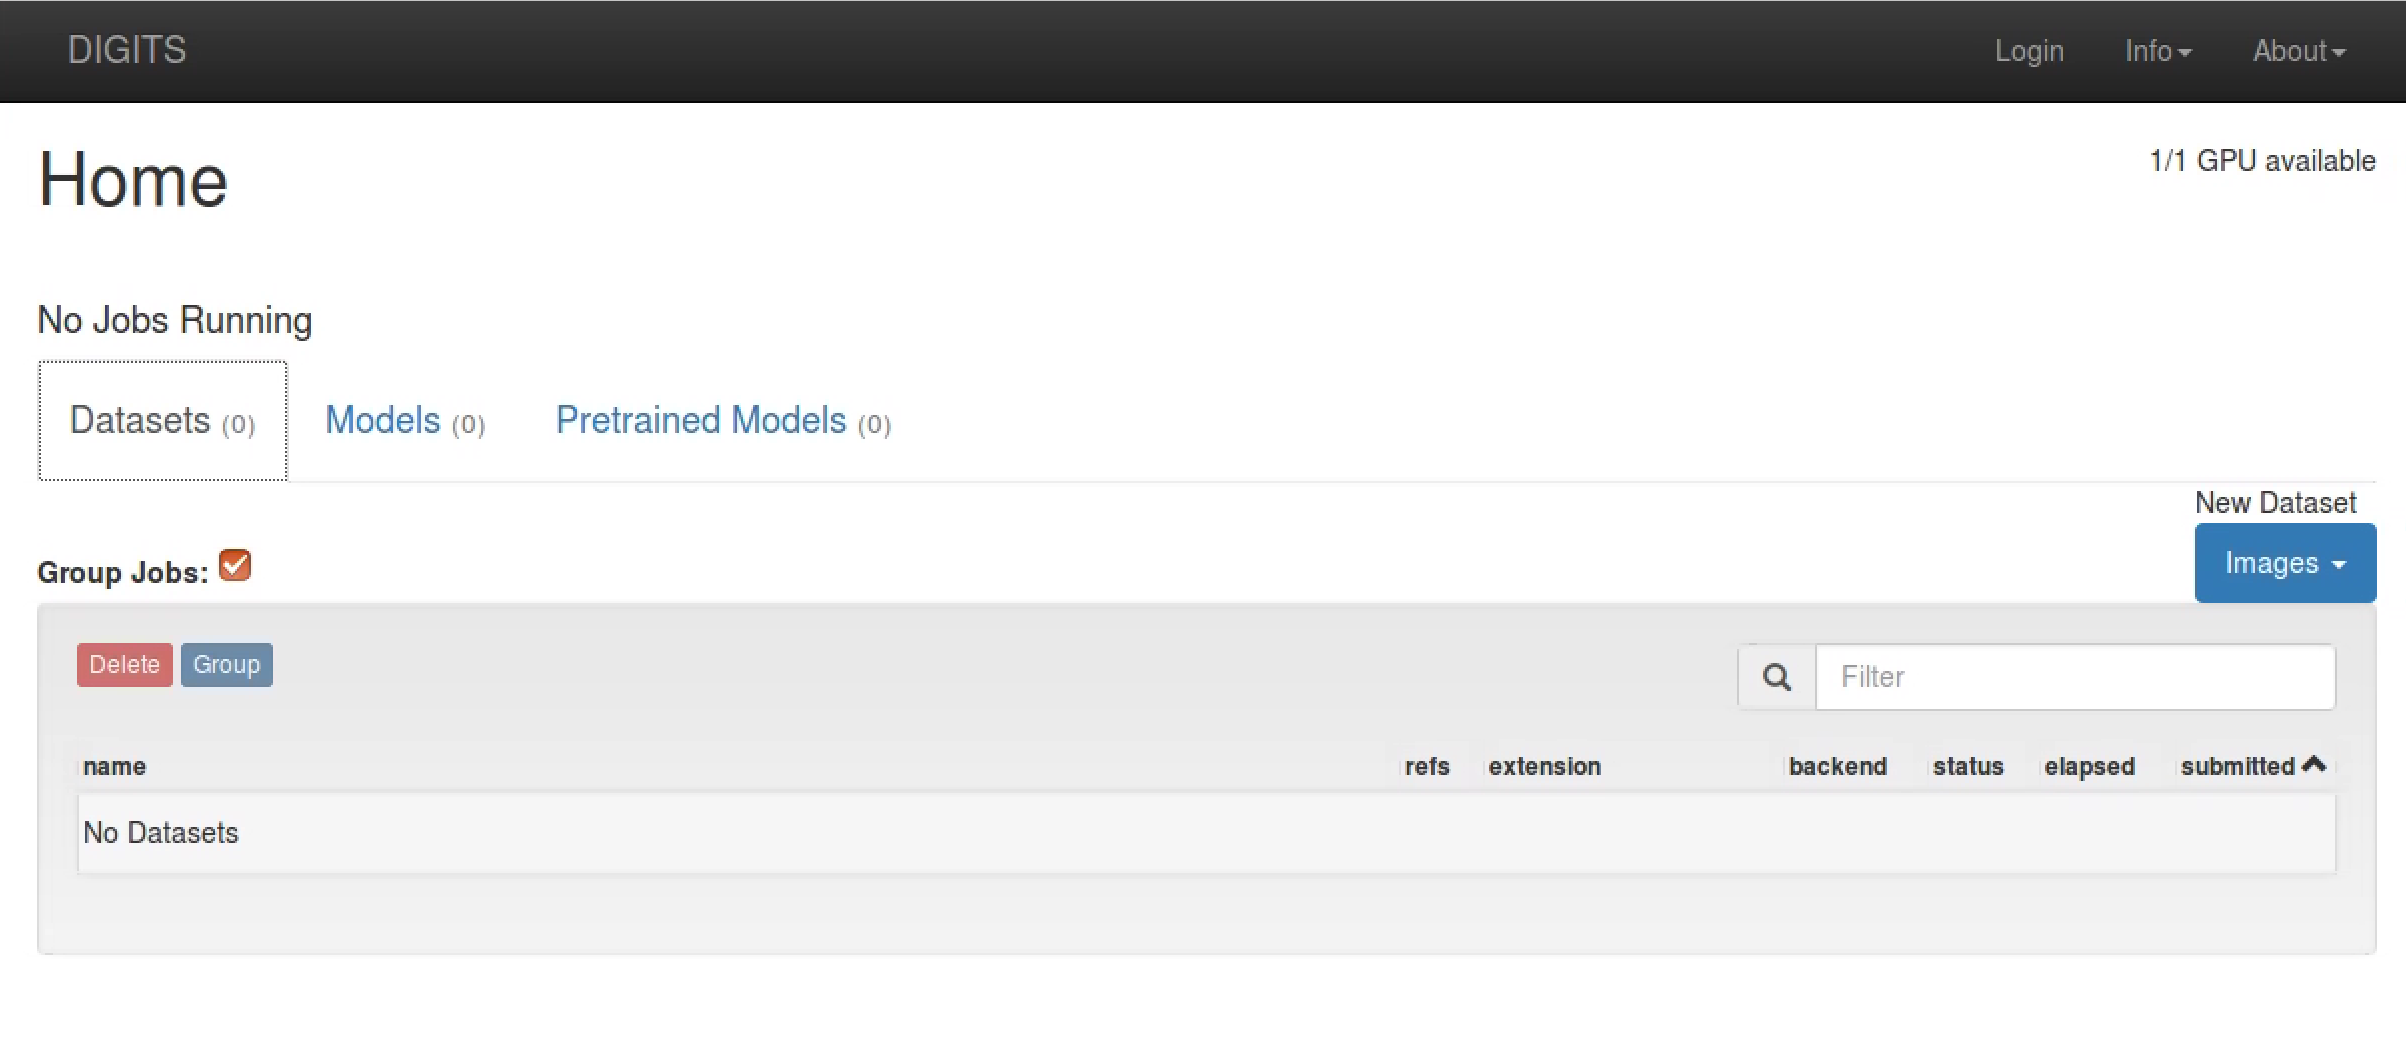 DIGITS Login Info About
Home
1/1 GPU available
No Jobs Running
Datasets (0) Models (0) Pretrained Models (0)
New Dataset
Group Jobs:
Images
Delete Group Filter
name refs extension backend status elapsed submitted
No Datasets